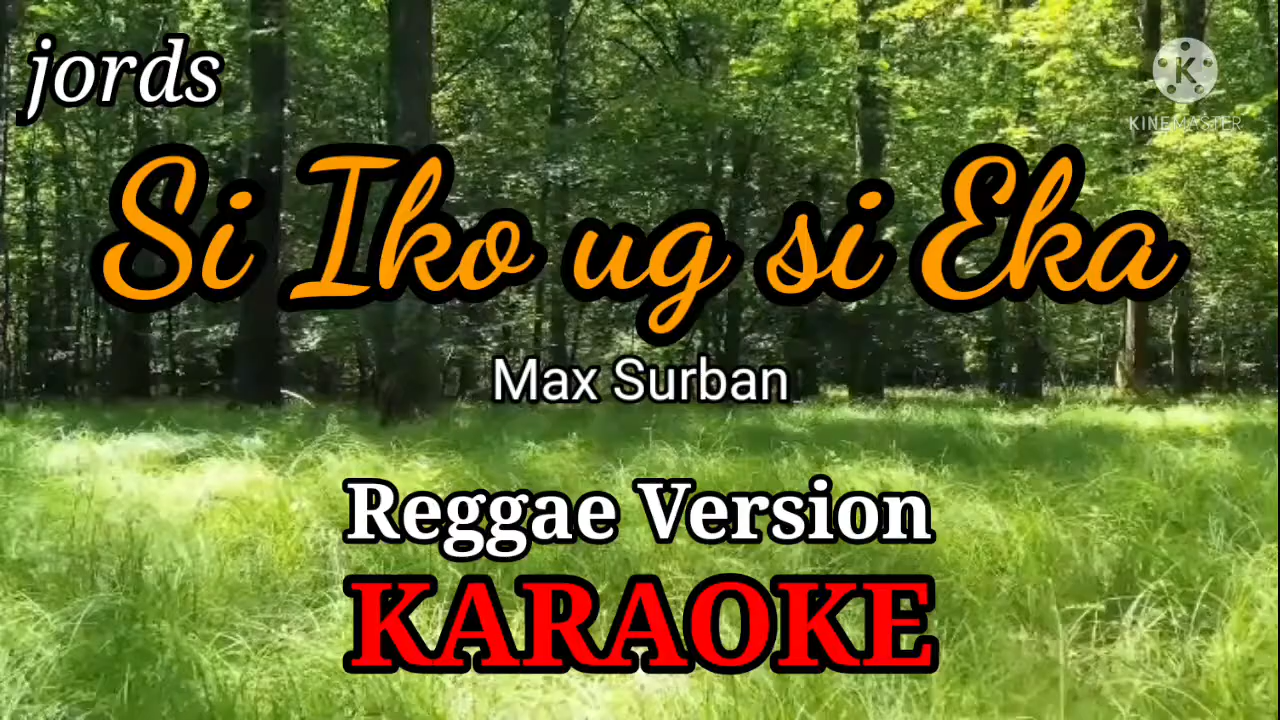 jords
K
KINEMASTER
Si Iko ug si Eka
Max Surban
Reggae Version
KARAOKE